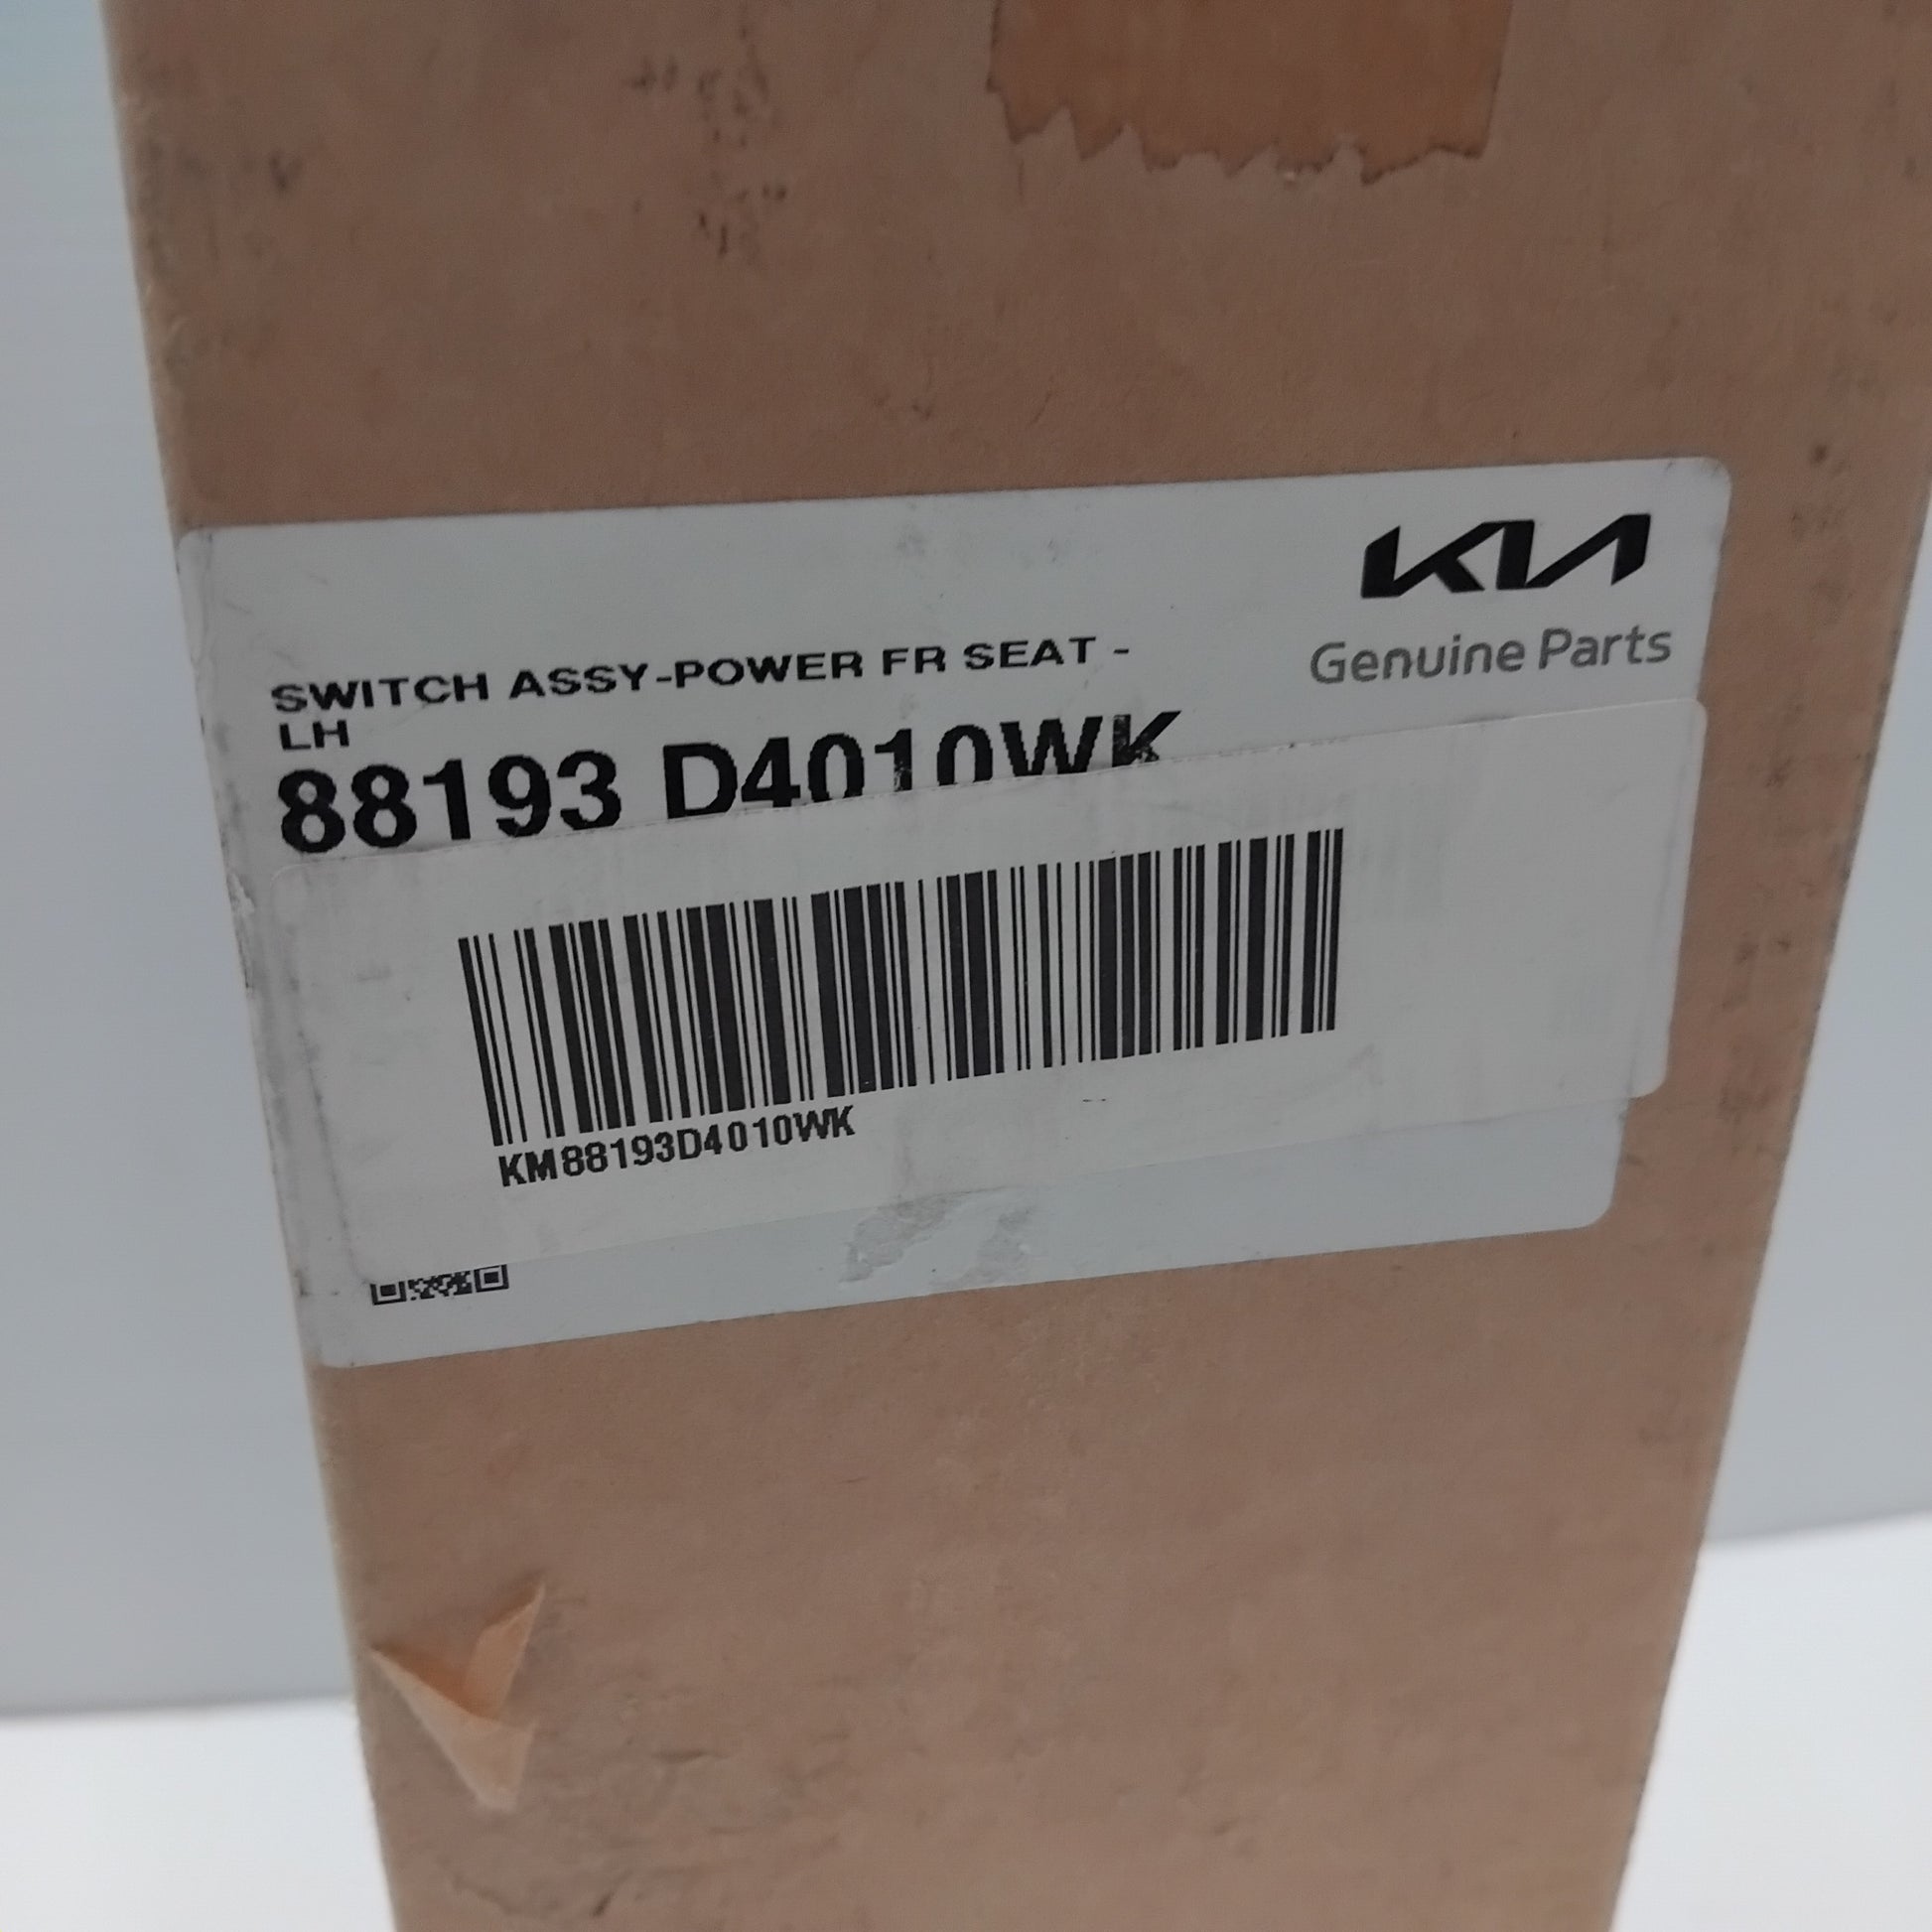 KIA
Genuine Parts
SWITCH ASSY-POWER FR SEAT -
LH
88193 D4010WK
KM88193D4010WK